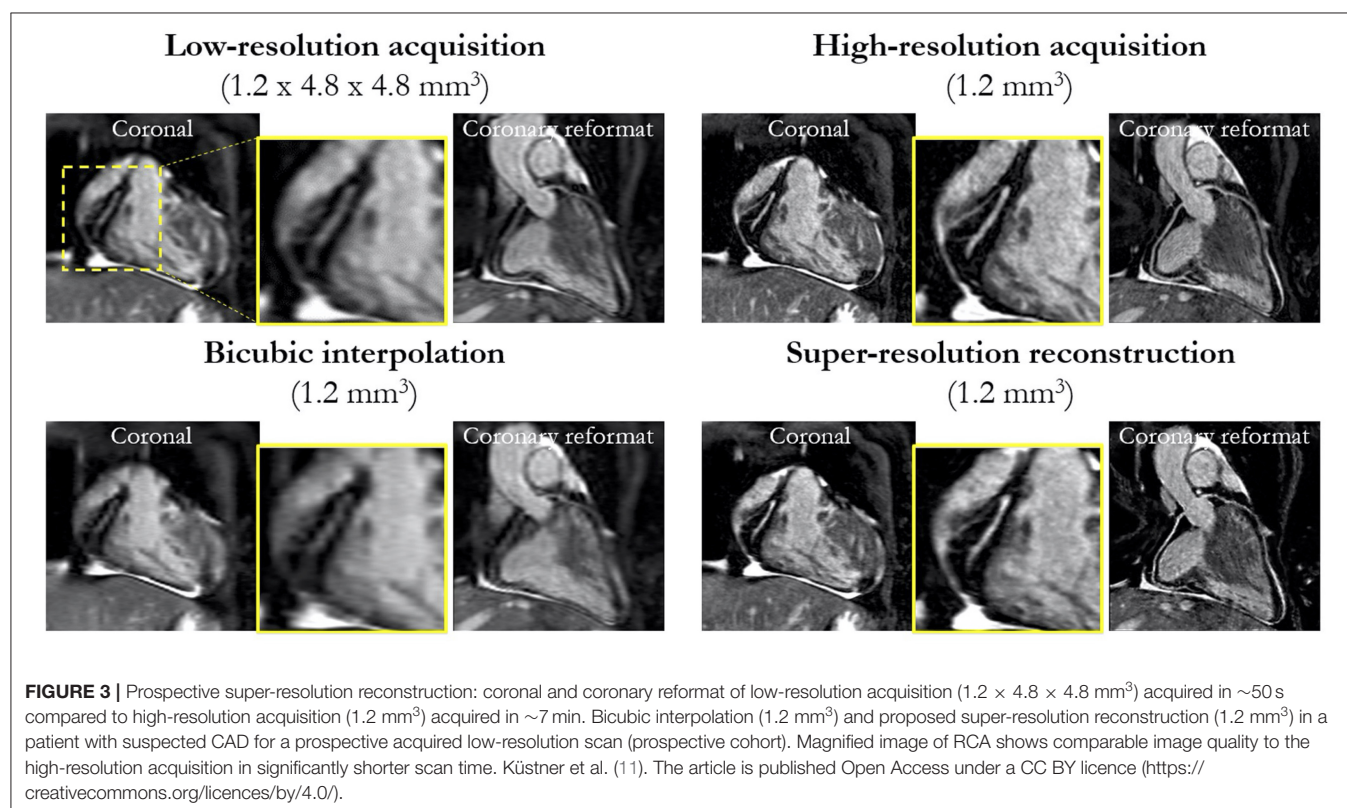 Low-resolution acquisition
(1.2 x 4.8 x 4.8 mm³)
Coronal
Coronary reformat
High-resolution acquisition
(1.2 mm³)
Coronal
Coronary reformat
Bicubic interpolation
(1.2 mm³)
Coronal
Coronary reformat
Super-resolution reconstruction
(1.2 mm³)
Coronal
Coronary reformat
FIGURE 3 | Prospective super-resolution reconstruction: coronal and coronary reformat of low-resolution acquisition (1.2 × 4.8 × 4.8 mm³) acquired in ~50 s
compared to high-resolution acquisition (1.2 mm³) acquired in ~7 min. Bicubic interpolation (1.2 mm³) and proposed super-resolution reconstruction (1.2 mm³) in a
patient with suspected CAD for a prospective acquired low-resolution scan (prospective cohort). Magnified image of RCA shows comparable image quality to the
high-resolution acquisition in significantly shorter scan time. Küstner et al. (11). The article is published Open Access under a CC BY licence (https://
creativecommons.org/licences/by/4.0/).